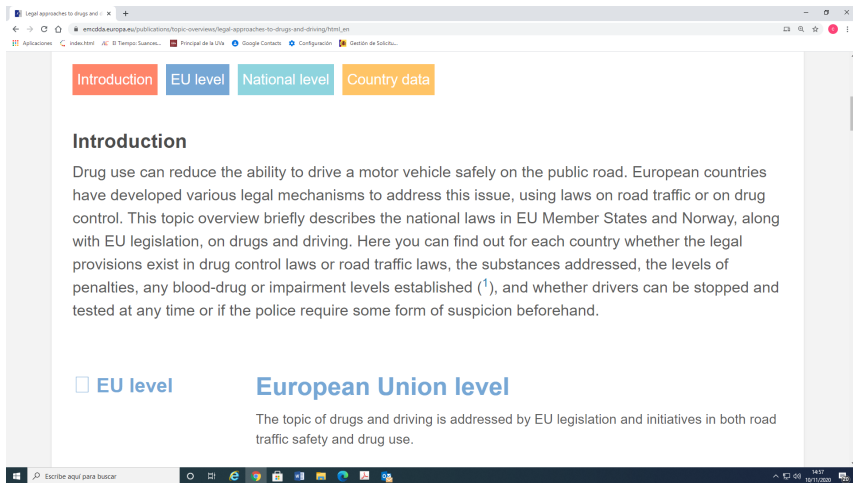 Legal approaches to drugs and d
emcdda.europa.eu/publications/topic-overviews/legal-approaches-to-drugs-and-driving/html_en
Aplicaciones index.html El Tiempo: Suances... Principal de la UVa Google Contacts Configuración Gestión de Solicitu...
Introduction EU level National level Country data
Introduction
Drug use can reduce the ability to drive a motor vehicle safely on the public road. European countries
have developed various legal mechanisms to address this issue, using laws on road traffic or on drug
control. This topic overview briefly describes the national laws in EU Member States and Norway, along
with EU legislation, on drugs and driving. Here you can find out for each country whether the legal
provisions exist in drug control laws or road traffic laws, the substances addressed, the levels of
penalties, any blood-drug or impairment levels established (1), and whether drivers can be stopped and
tested at any time or if the police require some form of suspicion beforehand.
EU level
European Union level
The topic of drugs and driving is addressed by EU legislation and initiatives in both road
traffic safety and drug use.
Escribe aquí para buscar
14:57
10/11/2020